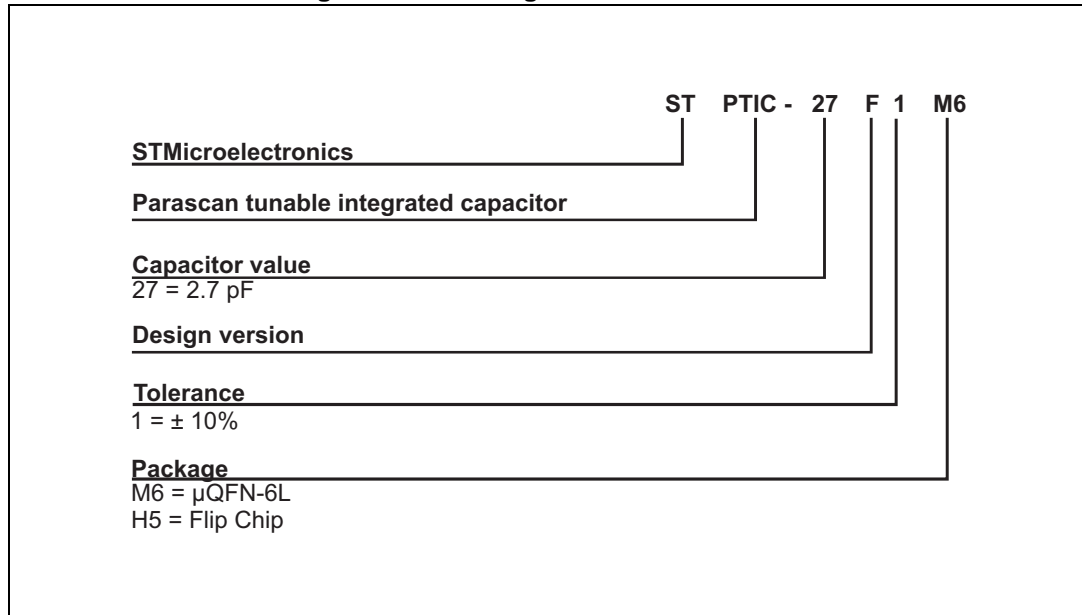 ST PTIC - 27 F 1 M6
STMicroelectronics
Parascan tunable integrated capacitor
Capacitor value
27 = 2.7 pF
Design version
Tolerance
1 = ± 10%
Package
M6 = µQFN-6L
H5 = Flip Chip